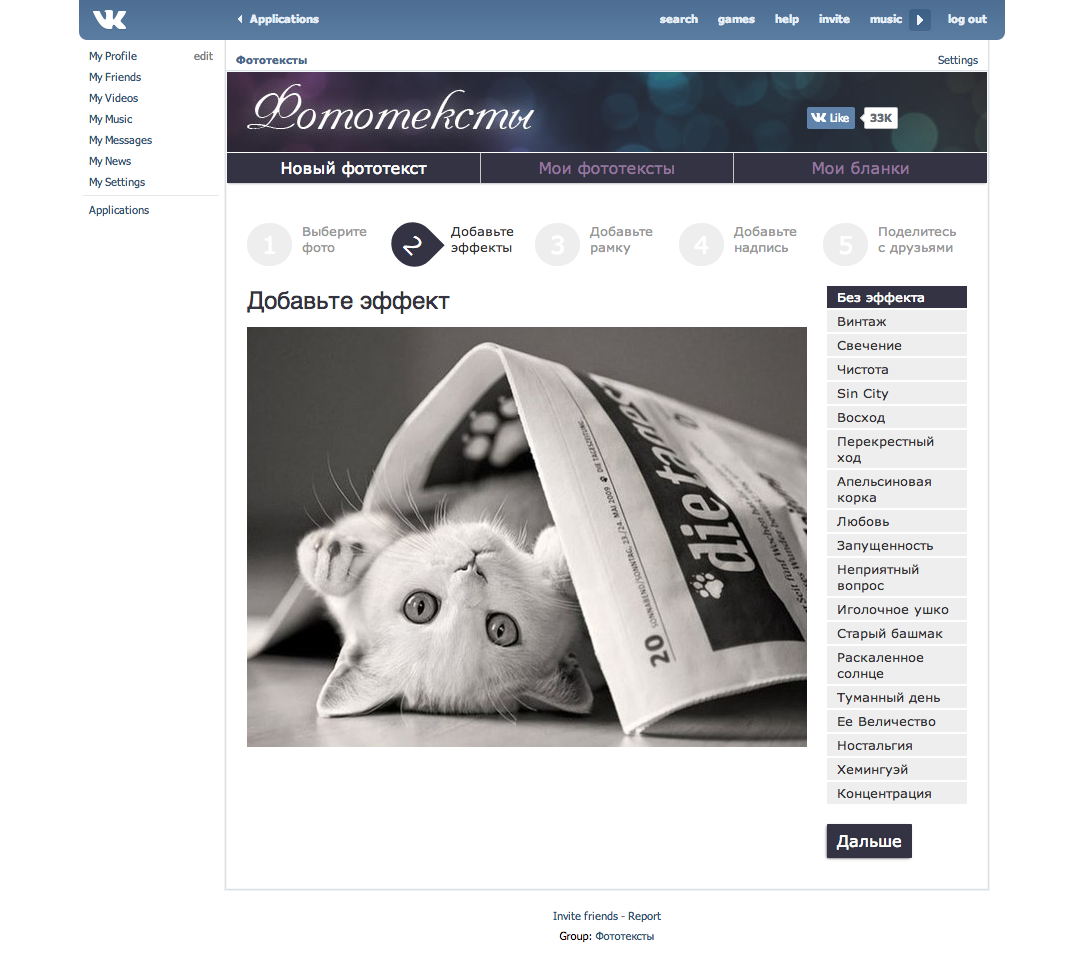 Applications
search games help invite music log out
My Profile edit
My Friends
My Videos
My Music
My Messages
My News
My Settings
Applications
Фототексты
Settings
Фототексты
Like 33K
Новый фототекст
Мои фототексты
Мои бланки
1 Выберите
фото
2 Добавьте
эффекты
3 Добавьте
рамку
4 Добавьте
надпись
5 Поделитесь
с друзьями
Добавьте эффект
die
20
SONNABEND/SONNTAG, 23./24. MAI 2009
DIE TAGESZEITUNG
Без эффекта
Винтаж
Свечение
Чистота
Sin City
Восход
Перекрестный
ход
Апельсиновая
корка
Любовь
Запущенность
Неприятный
вопрос
Иголочное ушко
Старый башмак
Раскаленное
солнце
Туманный день
Ее Величество
Ностальгия
Хемингуэй
Концентрация
Дальше
Invite friends - Report
Group: Фототексты